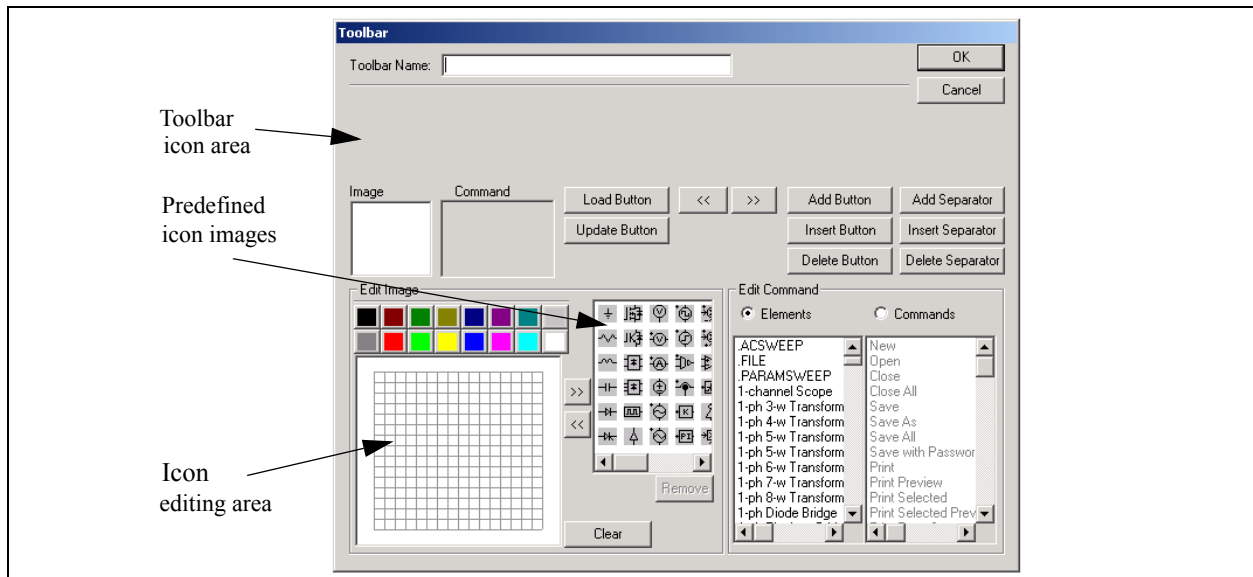 Toolbar
Toolbar Name:
OK
Cancel
Toolbar
icon area
Image
Command
Load Button
<<
>>
Add Button
Add Separator
Predefined
icon images
Update Button
Insert Button
Insert Separator
Delete Button
Delete Separator
Edit Image
Edit Command
Elements
Commands
.ACSWEEP
.FILE
.PARAMSWEEP
1-channel Scope
1-ph 3-w Transform
1-ph 4-w Transform
1-ph 5-w Transform
1-ph 5-w Transform
1-ph 6-w Transform
1-ph 7-w Transform
1-ph 8-w Transform
1-ph Diode Bridge
New
Open
Close
Close All
Save
Save As
Save All
Save with Passwor
Print
Print Preview
Print Selected
Print Selected Prev
>>
<<
K
PI
Icon
editing area
Remove
Clear